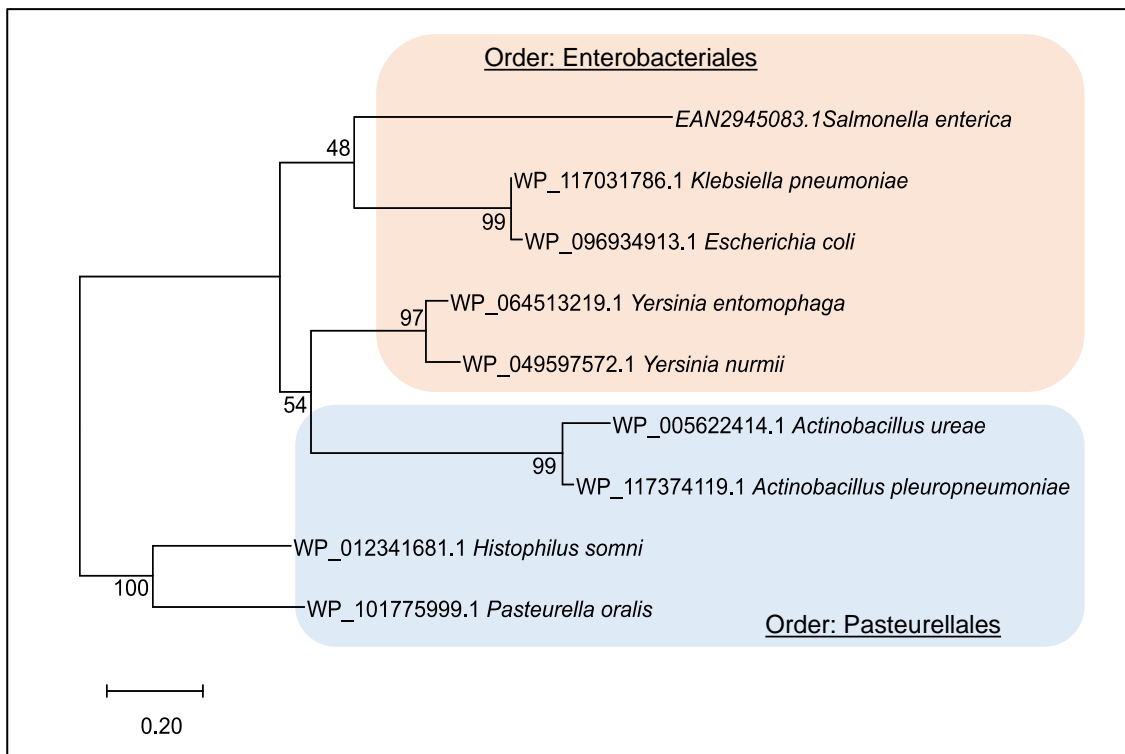 Order: Enterobacteriales
EAN2945083.1Salmonella enterica
48
WP_117031786.1 Klebsiella pneumoniae
99
WP_096934913.1 Escherichia coli
WP_064513219.1 Yersinia entomophaga
97
WP_049597572.1 Yersinia nurmii
54
WP_005622414.1 Actinobacillus ureae
99
WP_117374119.1 Actinobacillus pleuropneumoniae
WP_012341681.1 Histophilus somni
100
WP_101775999.1 Pasteurella oralis
Order: Pasteurellales
0.20